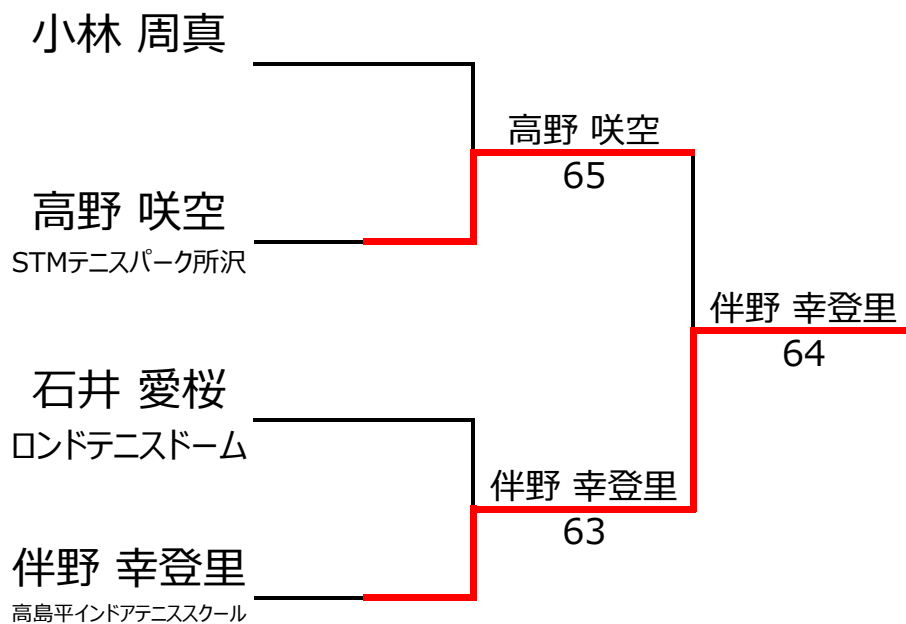 小林 周真
高野 咲空
65
高野 咲空
STMテニスパーク所沢
伴野 幸登里
64
石井 愛桜
ロンドテニスドーム
伴野 幸登里
63
伴野 幸登里
高島平インドアテニススクール